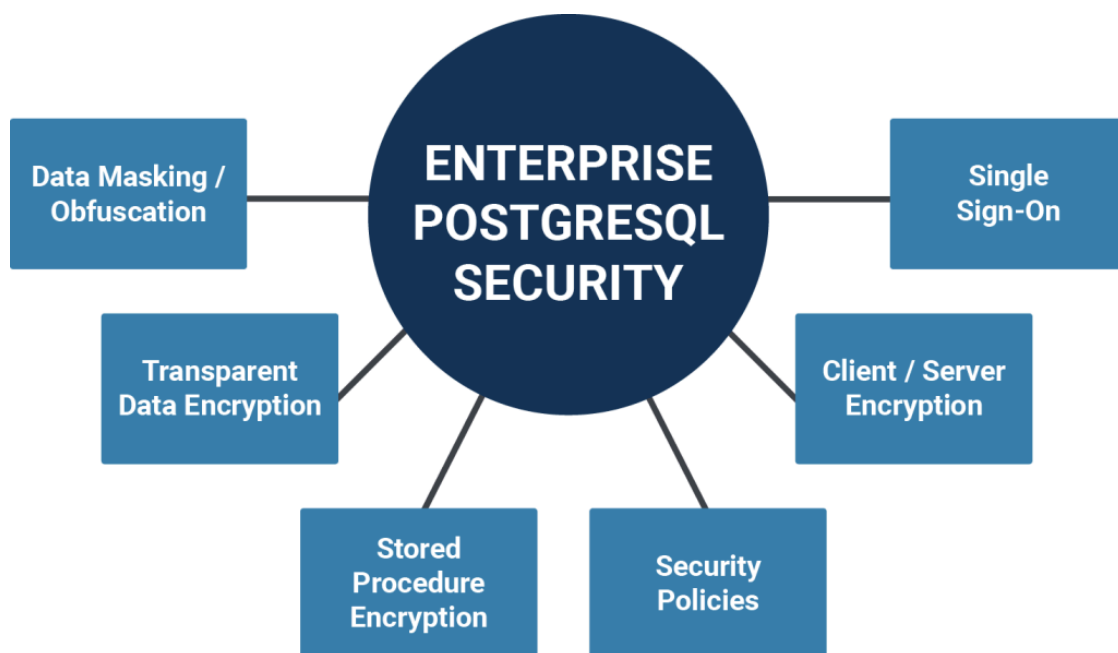 ENTERPRISE
POSTGRESQL
SECURITY
Data Masking /
Obfuscation
Transparent
Data Encryption
Stored
Procedure
Encryption
Security
Policies
Client / Server
Encryption
Single
Sign-On